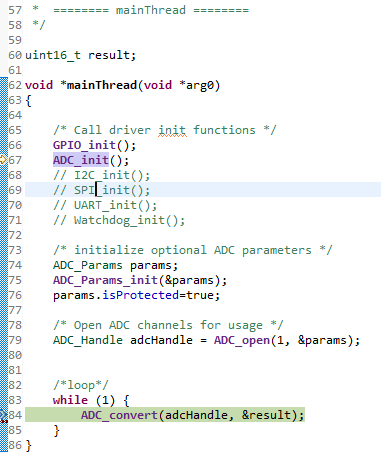 57 *  ======== mainThread ========
58 */
59
60 uint16_t result;
61
62 void *mainThread(void *arg0)
63 {
64
65     /* Call driver init functions */
66     GPIO_init();
67     ADC_init();
68     // I2C_init();
69     // SPI_init();
70     // UART_init();
71     // Watchdog_init();
72
73     /* initialize optional ADC parameters */
74     ADC_Params params;
75     ADC_Params_init(&params);
76     params.isProtected=true;
77
78     /* Open ADC channels for usage */
79     ADC_Handle adcHandle = ADC_open(1, &params);
80
81
82     /*loop*/
83     while (1) {
84         ADC_convert(adcHandle, &result);
85     }
86 }